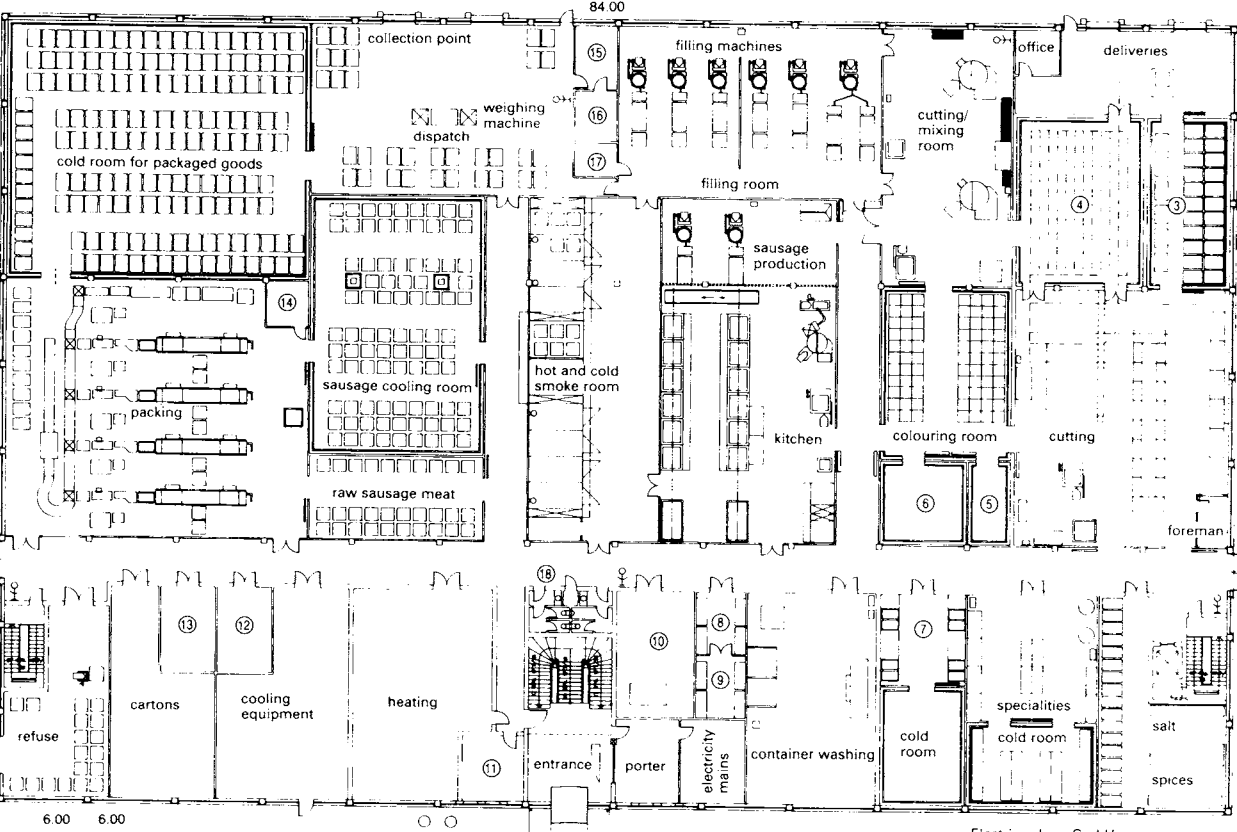 84.00
collection point
filling machines
office
deliveries
15
weighing
machine
dispatch
16
cutting/
mixing
room
cold room for packaged goods
17
filling room
4
3
sausage
production
14
hot and cold
smoke room
sausage cooling room
packing
kitchen
colouring room
cutting
raw sausage meat
6
5
foreman
18
13
12
10
8
7
9
cartons
cooling
equipment
heating
specialities
refuse
cold
room
cold room
salt
11
entrance
porter
electricity
mains
container washing
spices
6.00
6.00